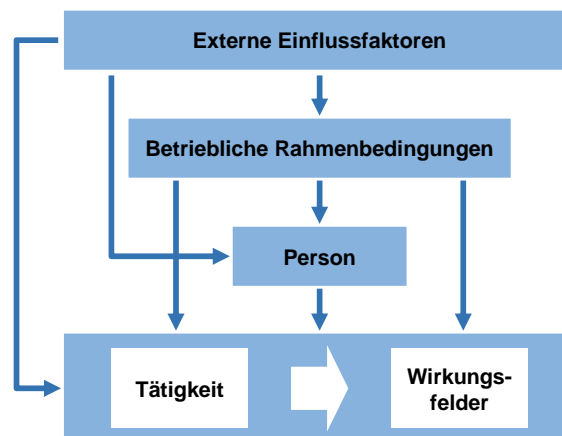 Externe Einflussfaktoren
Betriebliche Rahmenbedingungen
Person
Tätigkeit
Wirkungs-
felder